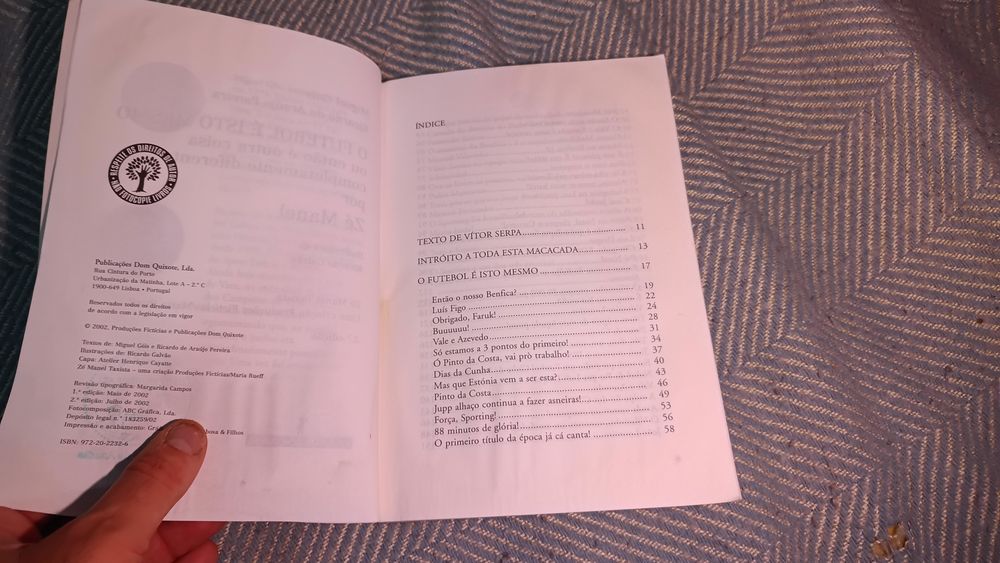 RESPEITE OS DIREITOS DE AUTOR
NÃO FOTOCOPIE LIVROS
Publicações Dom Quixote, Lda.
Rua Cintura do Porto
Urbanização da Matinha, Lote A – 2.º C
1900-649 Lisboa • Portugal
Reservados todos os direitos
de acordo com a legislação em vigor
© 2002, Produções Fictícias e Publicações Dom Quixote
Textos de: Miguel Góis e Ricardo de Araújo Pereira
Ilustrações de: Ricardo Galvão
Capa: Atelier Henrique Cayatte
Zé Manel Taxista – uma criação Produções Fictícias/Maria Rueff
Revisão tipográfica: Margarida Campos
1.ª edição: Maio de 2002
2.ª edição: Julho de 2002
Fotocomposição: ABC Gráfica, Lda.
Depósito legal n.º 183259/02
Impressão e acabamento: & Filhos
ISBN: 972-20-2232-6
ÍNDICE
TEXTO DE VÍTOR SERPA 11
INTRÓITO A TODA ESTA MACACADA 13
O FUTEBOL É ISTO MESMO 17
Então o nosso Benfica? 19
Luís Figo 22
Obrigado, Faruk! 24
Buuuuuu! 28
Vale e Azevedo 31
Só estamos a 3 pontos do primeiro! 34
Ó Pinto da Costa, vai prò trabalho! 37
Dias da Cunha 40
Mas que Estónia vem a ser esta? 43
Pinto da Costa 46
Jupp alhaço continua a fazer asneiras! 49
Força, Sporting! 53
88 minutos de glória! 56
O primeiro título da época já cá canta! 58